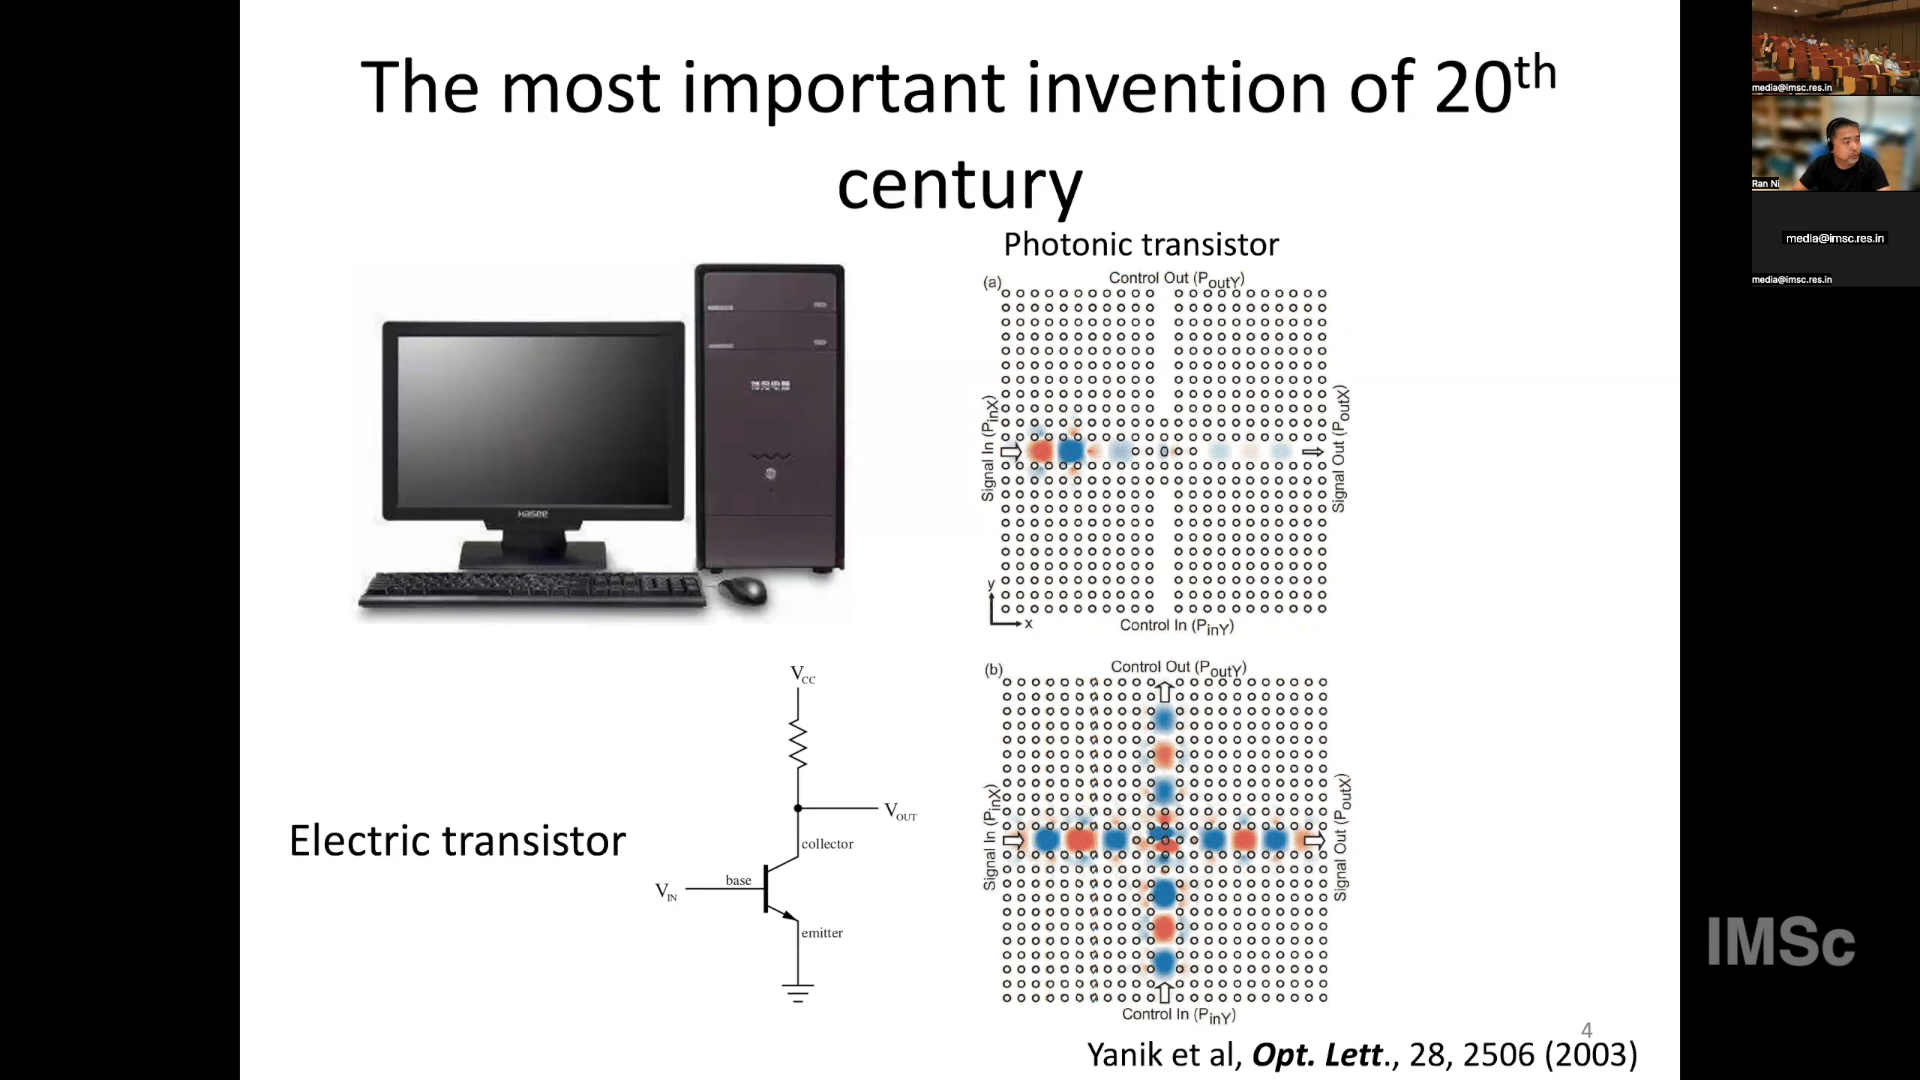 The most important invention of 20th
century
Photonic transistor
(a)
Control Out (PoutY)
Signal In (PinX)
Signal Out (PoutX)
y
x
Control In (PinY)
HASEE
VCC
VOUT
collector
base
VIN
emitter
Electric transistor
(b)
Control Out (PoutY)
Signal In (PinX)
Signal Out (PoutX)
Control In (PinY)
4
Yanik et al, Opt. Lett., 28, 2506 (2003)
media@imsc.res.in
Ran Ni
media@imsc.res.in
media@imsc.res.in
IMSc